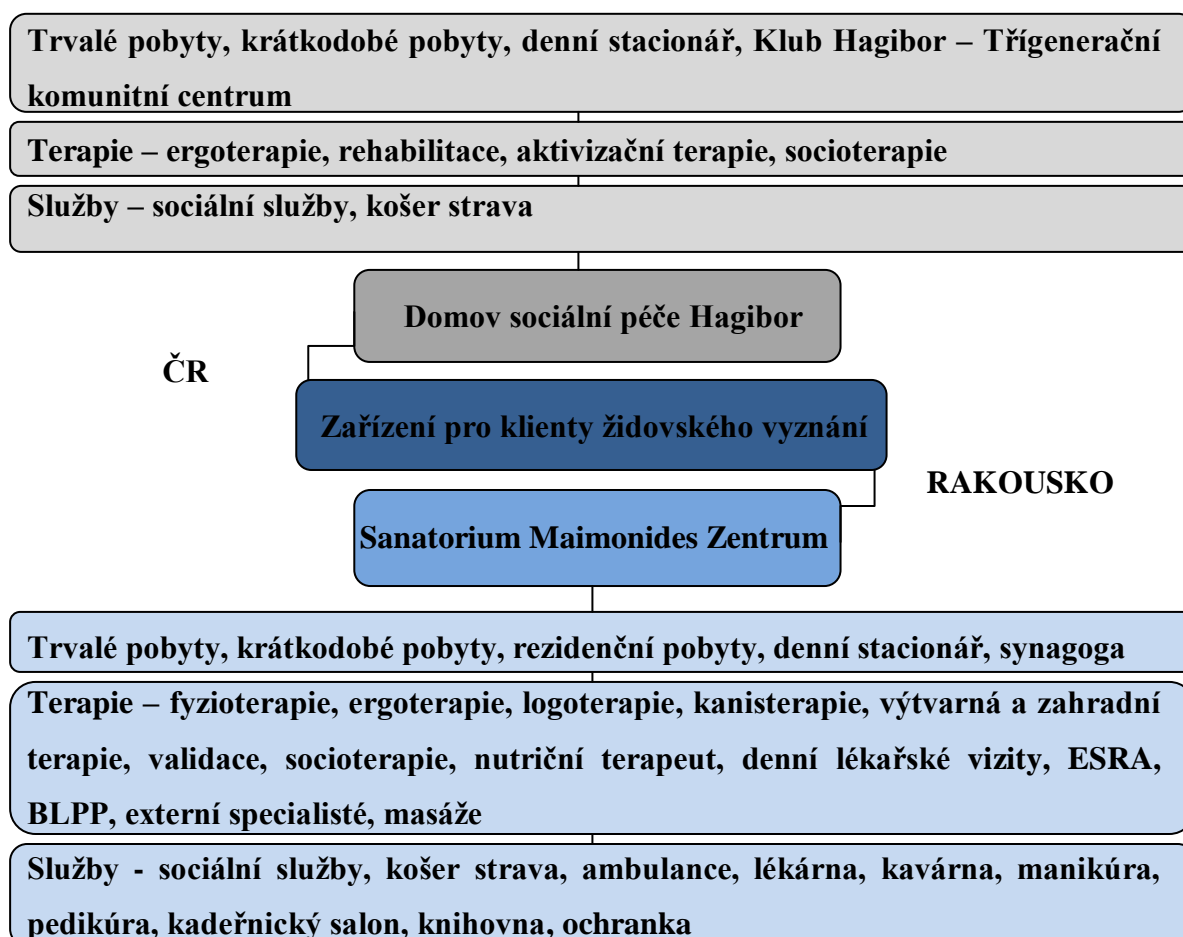 Trvalé pobyty, krátkodobé pobyty, denní stacionář, Klub Hagibor – Třígenerační
komunitní centrum
Terapie – ergoterapie, rehabilitace, aktivizační terapie, socioterapie
Služby – sociální služby, košer strava
Domov sociální péče Hagibor
ČR
Zařízení pro klienty židovského vyznání
RAKOUSKO
Sanatorium Maimonides Zentrum
Trvalé pobyty, krátkodobé pobyty, rezidenční pobyty, denní stacionář, synagoga
Terapie – fyzioterapie, ergoterapie, logoterapie, kanisterapie, výtvarná a zahradní
terapie, validace, socioterapie, nutriční terapeut, denní lékařské vizity, ESRA,
BLPP, externí specialisté, masáže
Služby - sociální služby, košer strava, ambulance, lékárna, kavárna, manikúra,
pedikúra, kadeřnický salon, knihovna, ochranka